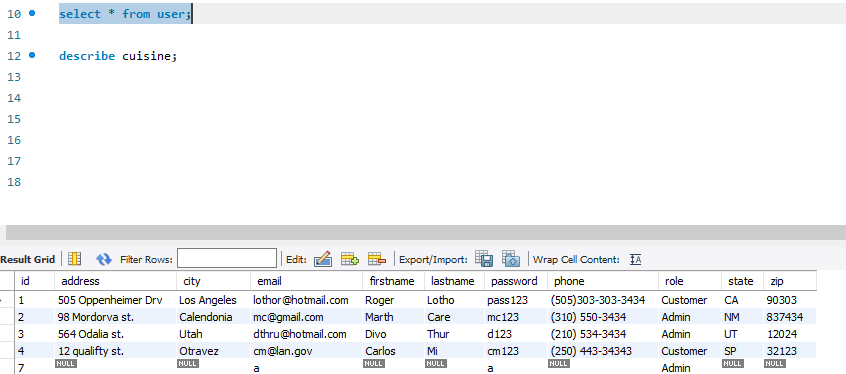 10 select * from user;
11
12 describe cuisine;
13
14
15
16
17
18
Result Grid Filter Rows: Edit: Export/Import: Wrap Cell Content:
id address city email firstname lastname password phone role state zip
1 505 Oppenheimer Drv Los Angeles lothor@hotmail.com Roger Lotho pass123 (505)303-303-3434 Customer CA 90303
2 98 Mordorva st. Calendonia mc@gmail.com Marth Care mc123 (310) 550-3434 Admin NM 837434
3 564 Odalia st. Utah dthru@hotmail.com Divo Thur d123 (210) 534-3434 Admin UT 12024
4 12 qualifty st. Otravez cm@lan.gov Carlos Mi cm123 (250) 443-34343 Customer SP 32123
7 NULL NULL a NULL NULL a NULL Admin NULL NULL